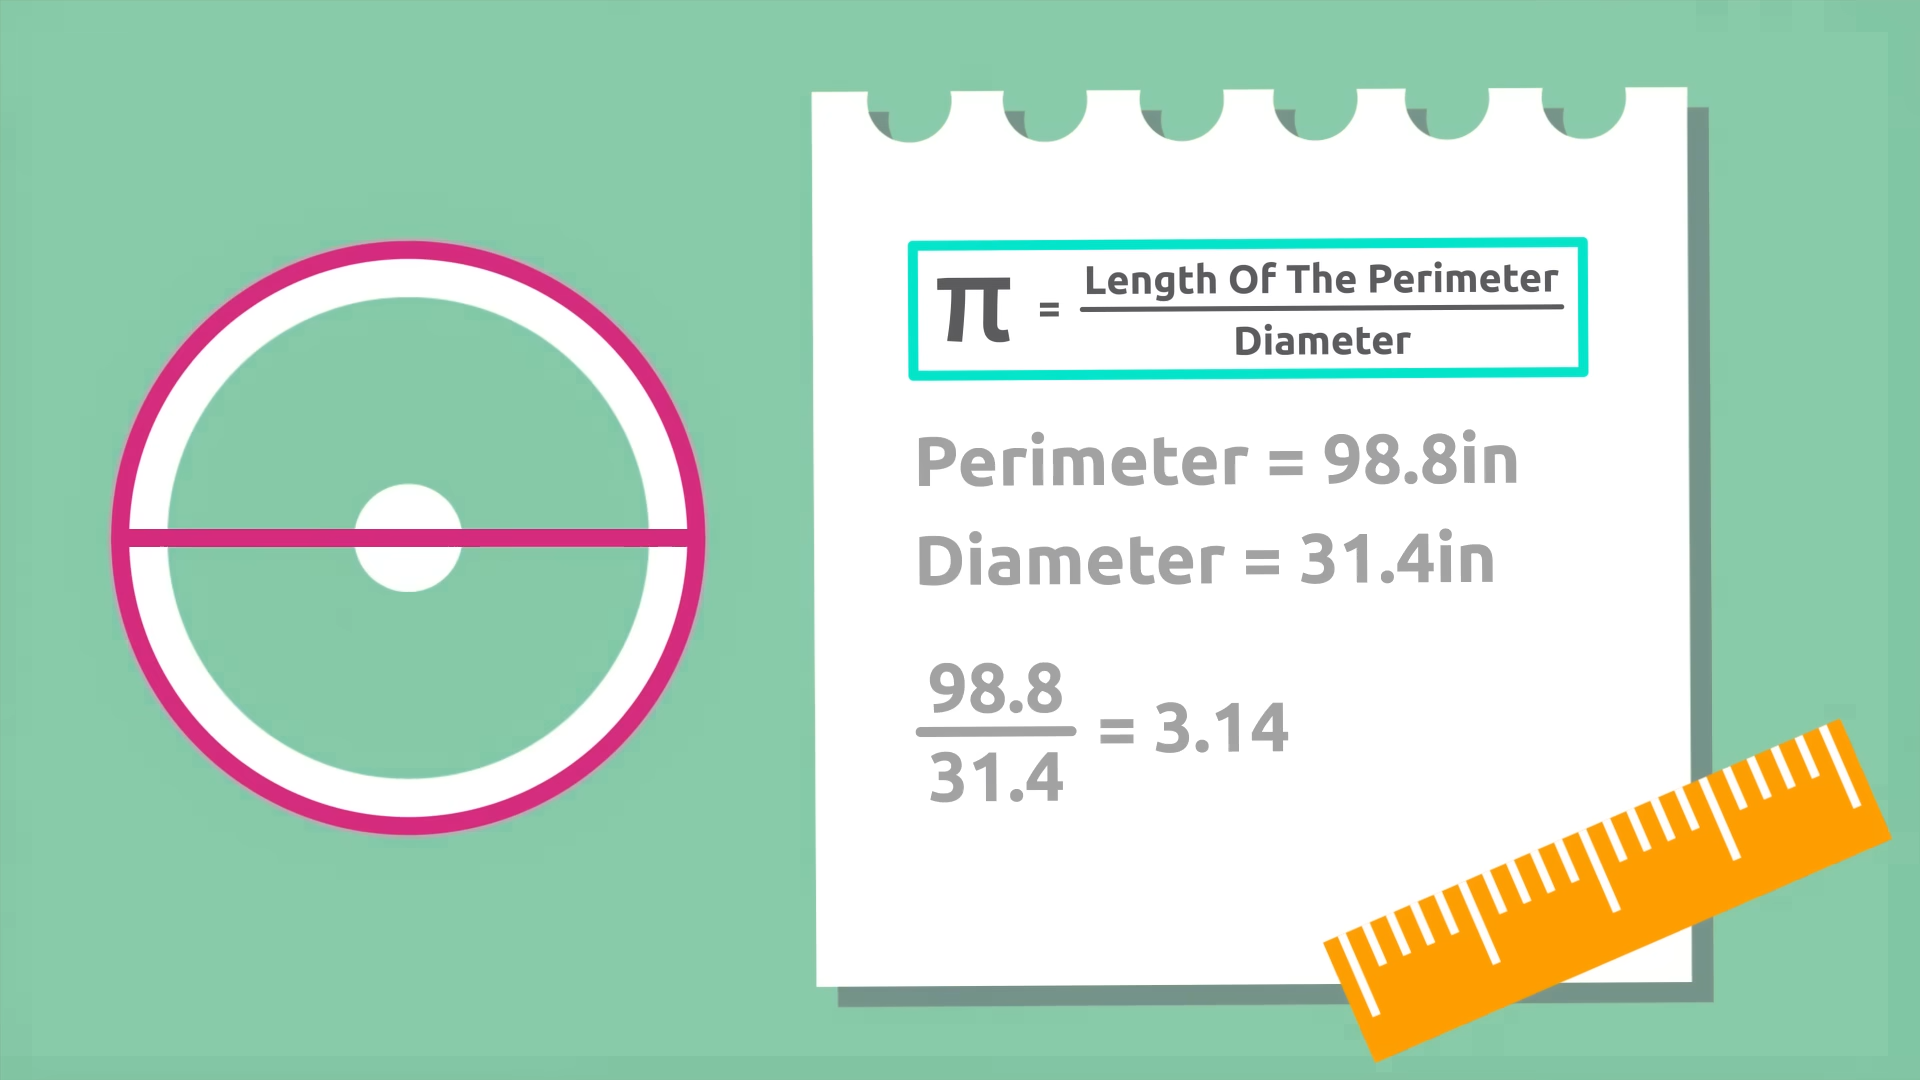 π = Length Of The Perimeter
Diameter
Perimeter = 98.8in
Diameter = 31.4in
98.8
31.4
= 3.14